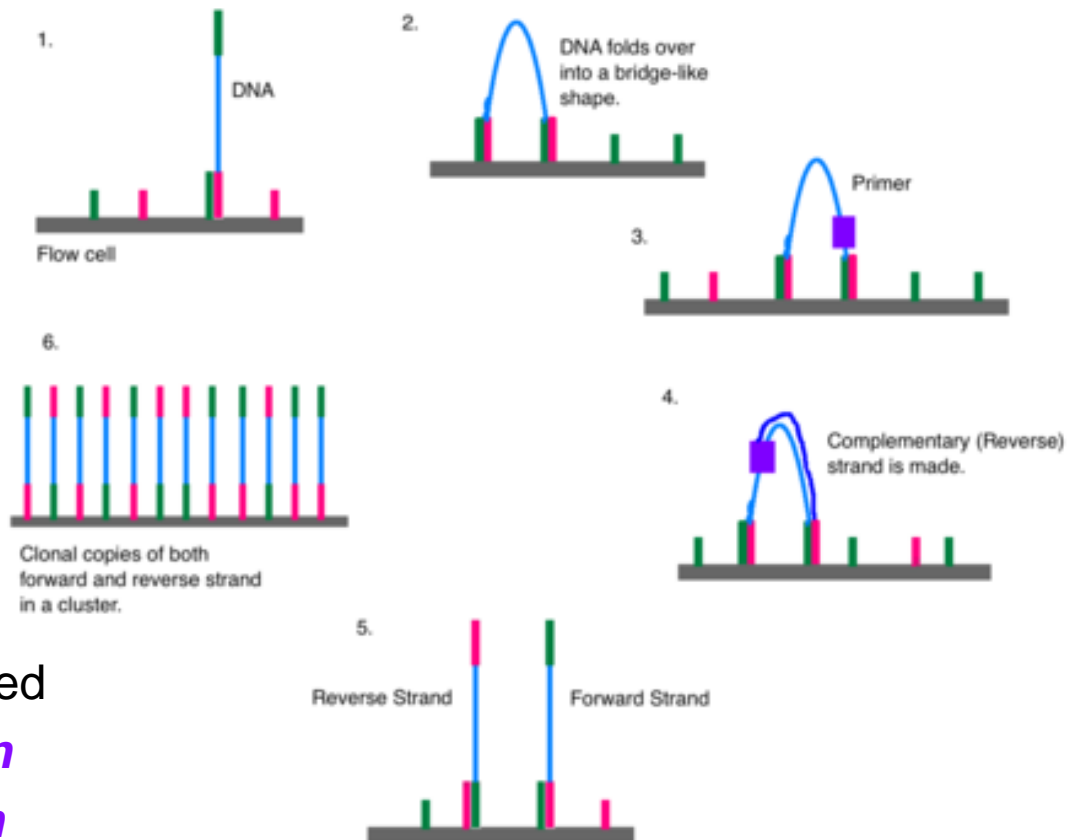 1.
DNA
Flow cell
2.
DNA folds over
into a bridge-like
shape.
3.
Primer
4.
Complementary (Reverse)
strand is made.
5.
Reverse Strand
Forward Strand
6.
Clonal copies of both
forward and reverse strand
in a cluster.
ed
n
n